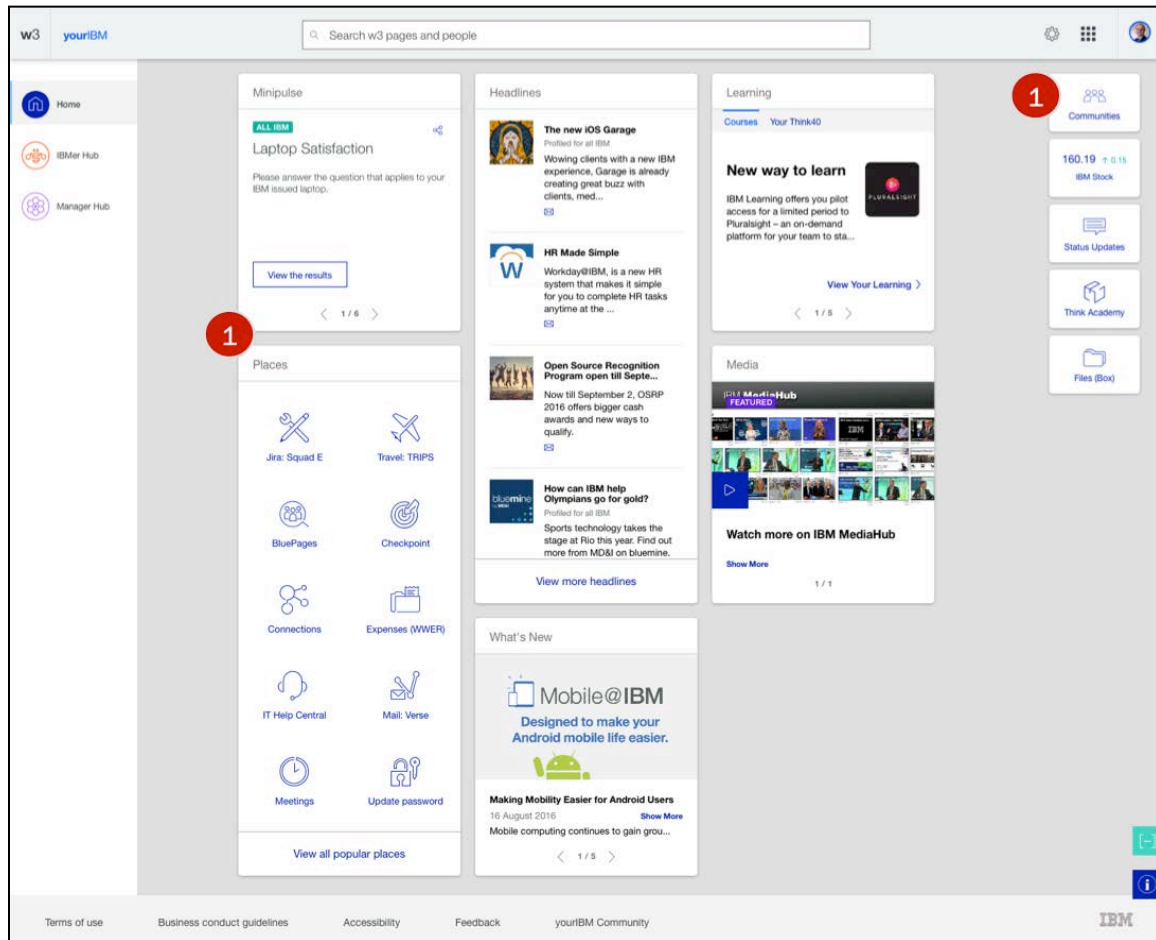 w3
yourIBM
Search w3 pages and people
Home
IBMer Hub
Manager Hub
Minipulse
ALL IBM
Laptop Satisfaction
Please answer the question that applies to your
IBM issued laptop.
View the results
1 / 6
1
Places
Jira: Squad E
Travel: TRIPS
BluePages
Checkpoint
Connections
Expenses (WWER)
IT Help Central
Mail: Verse
Meetings
Update password
View all popular places
Headlines
The new iOS Garage
Profiled for all IBM
Wowing clients with a new IBM
experience, Garage is already
creating great buzz with
clients, med...
W
HR Made Simple
Workday@IBM, is a new HR
system that makes it simple
for you to complete HR tasks
anytime at the ...
Open Source Recognition
Program open till Septe...
Now till September 2, OSRP
2016 offers bigger cash
awards and new ways to
qualify.
bluemine
by MD&I
How can IBM help
Olympians go for gold?
Profiled for all IBM
Sports technology takes the
stage at Rio this year. Find out
more from MD&I on bluemine.
View more headlines
What's New
Mobile@IBM
Designed to make your
Android mobile life easier.
Making Mobility Easier for Android Users
16 August 2016
Show More
Mobile computing continues to gain grou...
1 / 5
Learning
Courses
Your Think40
New way to learn
PLURALSIGHT
IBM Learning offers you pilot
access for a limited period to
Pluralsight – an on-demand
platform for your team to sta...
View Your Learning
1 / 5
Media
IBM MediaHub
FEATURED
IBM
Watch more on IBM MediaHub
Show More
1 / 1
1
Communities
160.19 ↑ 0.15
IBM Stock
Status Updates
Think Academy
Files (Box)
Terms of use
Business conduct guidelines
Accessibility
Feedback
yourIBM Community
IBM